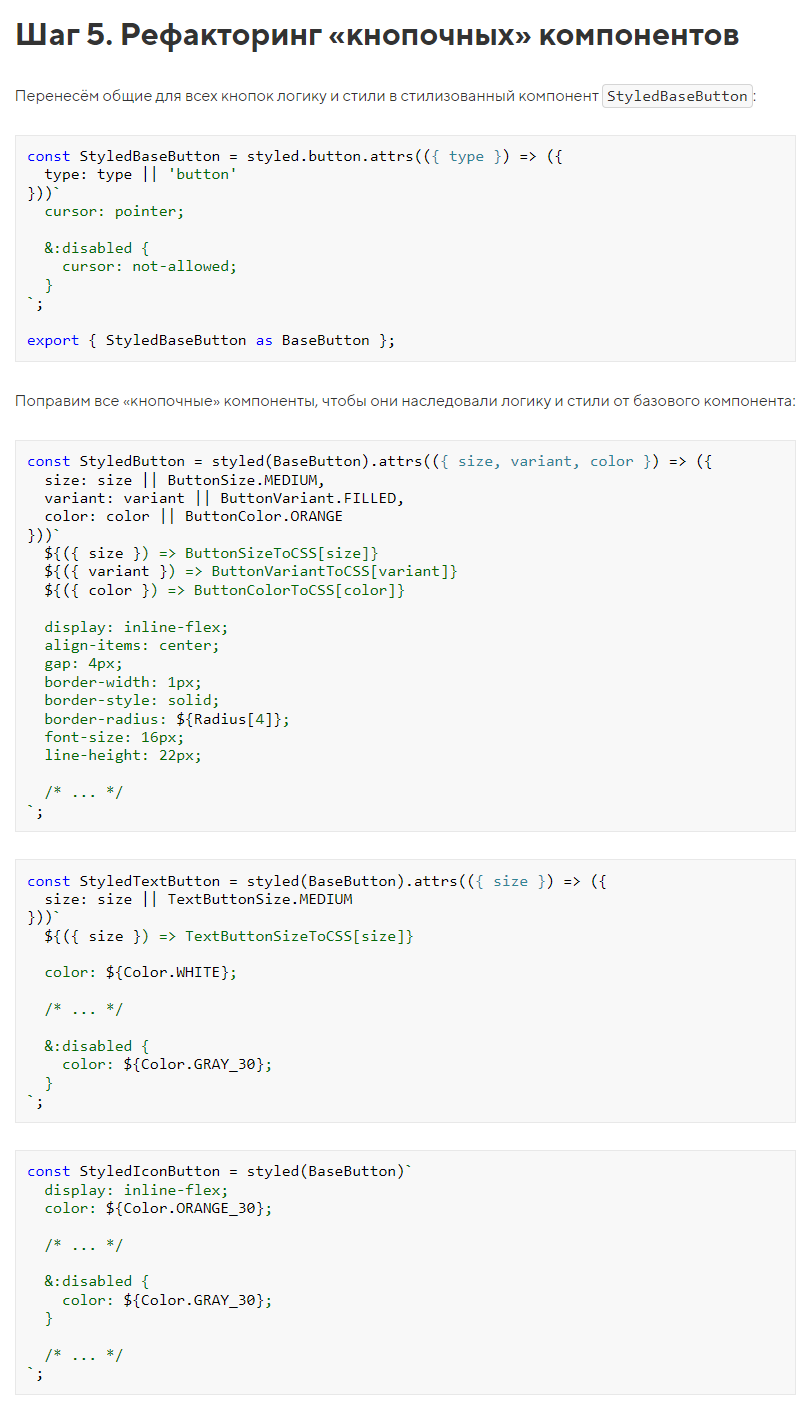 Шаг 5. Рефакторинг «кнопочных» компонентов
Перенесём общие для всех кнопок логику и стили в стилизованный компонент StyledBaseButton:
const StyledBaseButton = styled.button.attrs(({ type }) => ({
  type: type || 'button'
}))`
  cursor: pointer;

  &:disabled {
    cursor: not-allowed;
  }
`;

export { StyledBaseButton as BaseButton };
Поправим все «кнопочные» компоненты, чтобы они наследовали логику и стили от базового компонента:
const StyledButton = styled(BaseButton).attrs(({ size, variant, color }) => ({
  size: size || ButtonSize.MEDIUM,
  variant: variant || ButtonVariant.FILLED,
  color: color || ButtonColor.ORANGE
}))`
  ${({ size }) => ButtonSizeToCSS[size]}
  ${({ variant }) => ButtonVariantToCSS[variant]}
  ${({ color }) => ButtonColorToCSS[color]}

  display: inline-flex;
  align-items: center;
  gap: 4px;
  border-width: 1px;
  border-style: solid;
  border-radius: ${Radius[4]};
  font-size: 16px;
  line-height: 22px;

  /* ... */
`;
const StyledTextButton = styled(BaseButton).attrs(({ size }) => ({
  size: size || TextButtonSize.MEDIUM
}))`
  ${({ size }) => TextButtonSizeToCSS[size]}

  color: ${Color.WHITE};

  /* ... */

  &:disabled {
    color: ${Color.GRAY_30};
  }
`;
const StyledIconButton = styled(BaseButton)`
  display: inline-flex;
  color: ${Color.ORANGE_30};

  /* ... */

  &:disabled {
    color: ${Color.GRAY_30};
  }

  /* ... */
`;